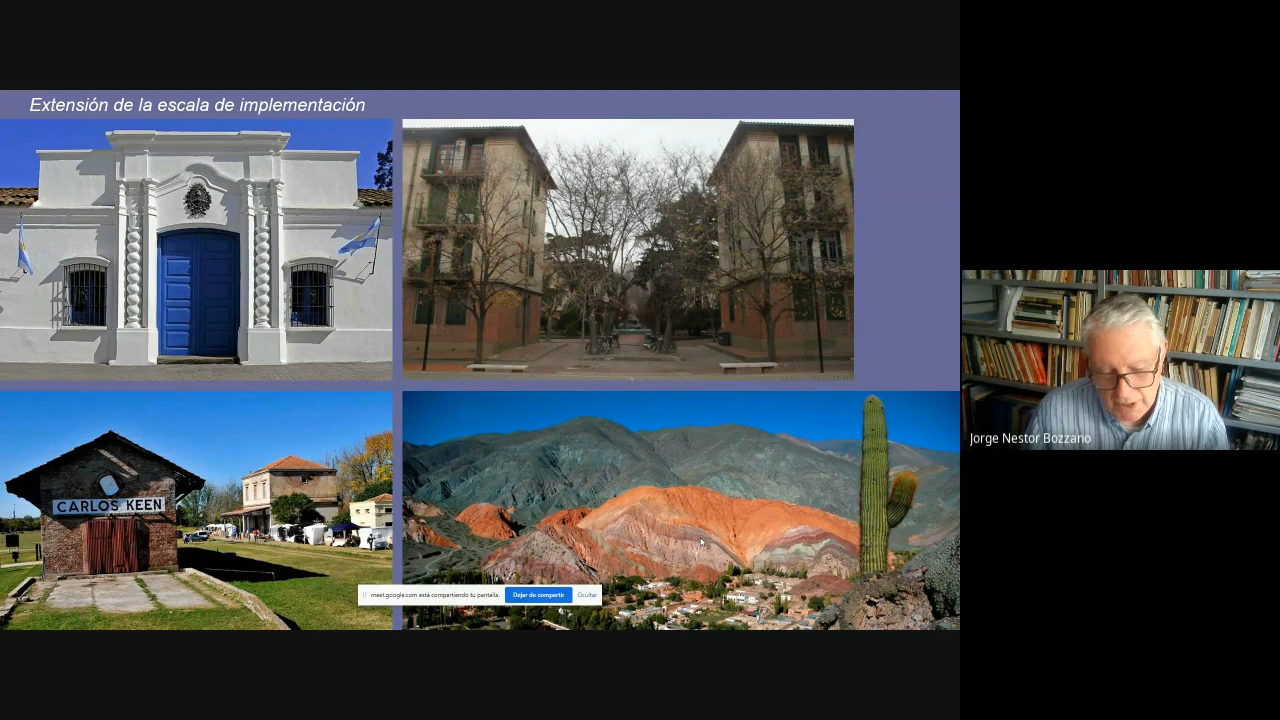 Extensión de la escala de implementación
CARLOS KEEN
meet.google.com está compartiendo tu pantalla.
Dejar de compartir
Ocultar
Jorge Nestor Bozzano